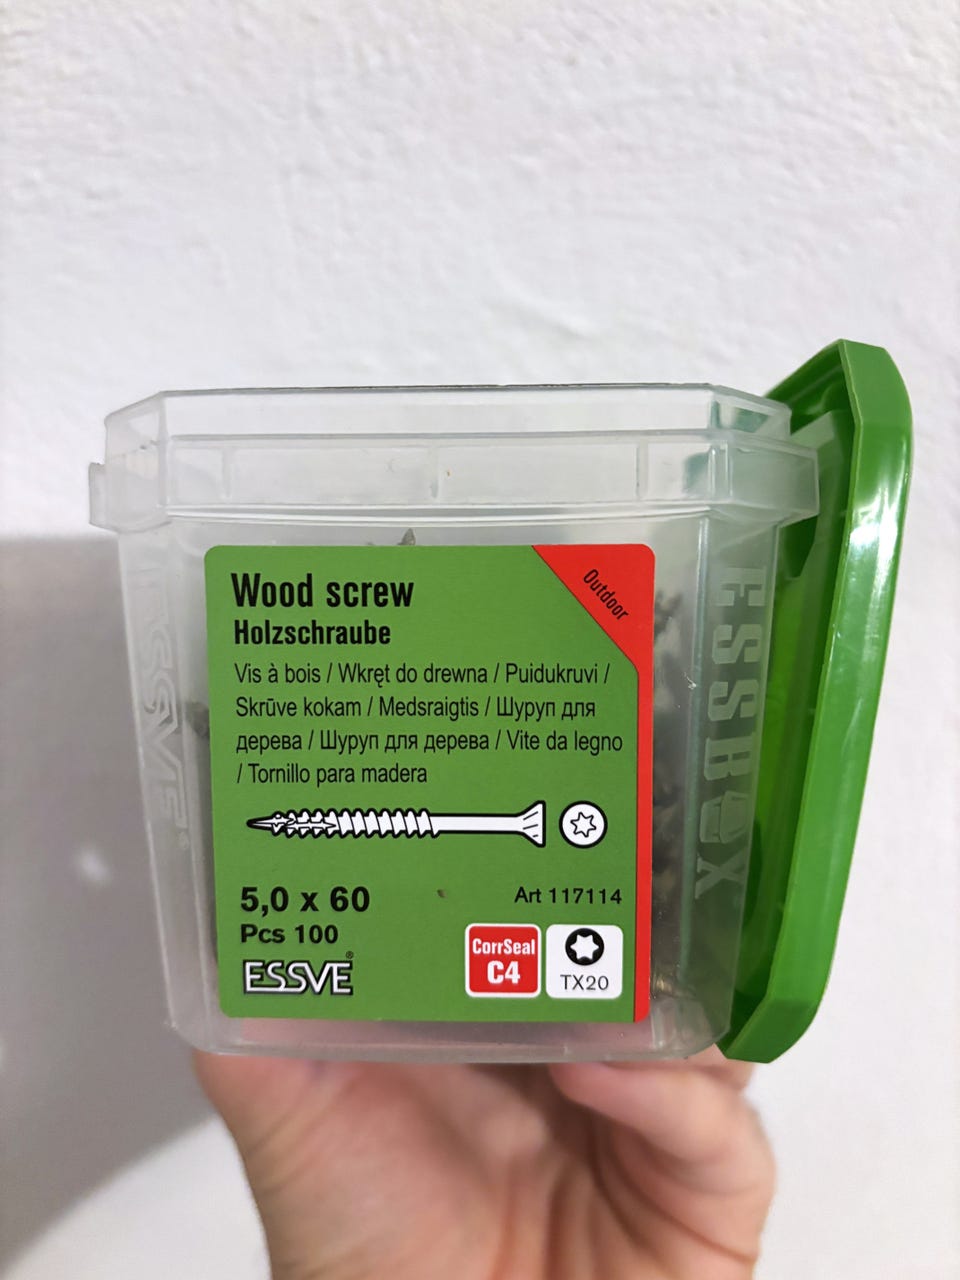 Wood screw
Holzschraube
Outdoor
Vis à bois / Wkręt do drewna / Puidukruvi /
Skrūve kokam / Medsraigtis / Шуруп для
дерева / Шуруп для дерева / Vite da legno
/ Tornillo para madera
5,0 x 60
Art 117114
Pcs 100
ESSVE®
CorrSeal
C4
TX20
ESSVE®
ESSBOX